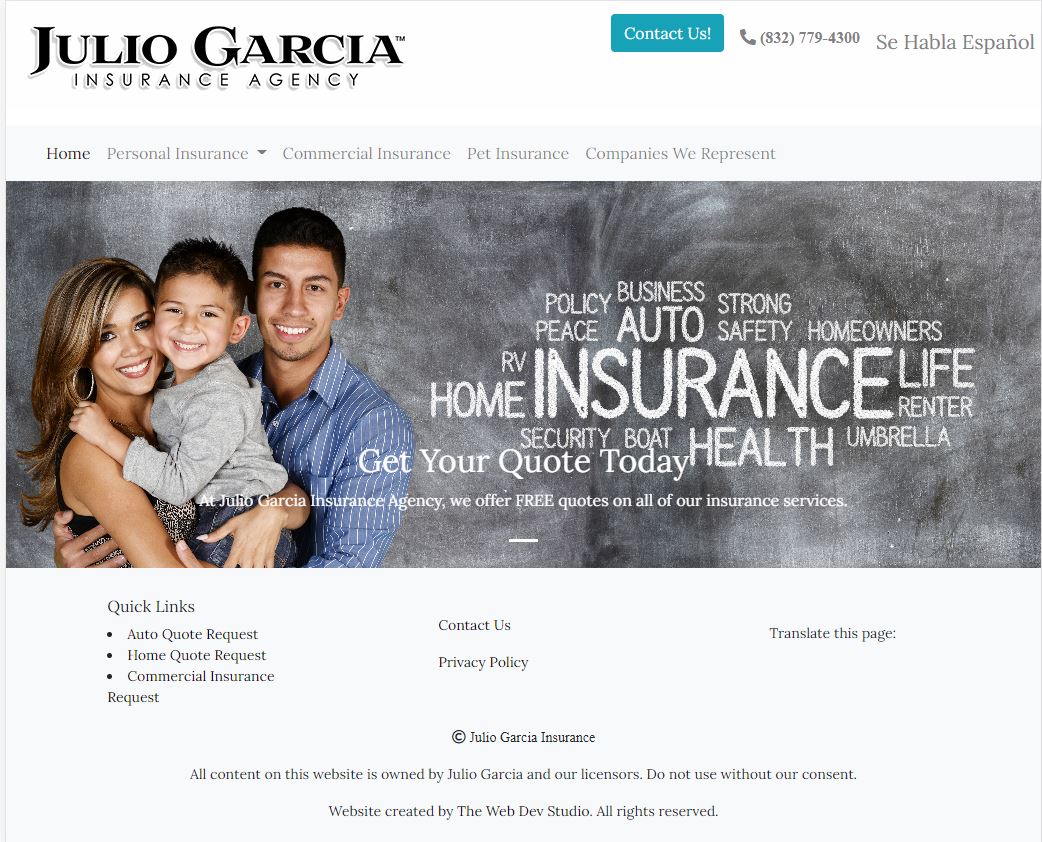 JULIO GARCIA™
INSURANCE AGENCY
Contact Us!
(832) 779-4300
Se Habla Español
Home
Personal Insurance
Commercial Insurance
Pet Insurance
Companies We Represent
POLICY BUSINESS STRONG
PEACE AUTO SAFETY HOMEOWNERS
RV INSURANCE LIFE
HOME RENTER
SECURITY BOAT HEALTH UMBRELLA
Get Your Quote Today
At Julio Garcia Insurance Agency, we offer FREE quotes on all of our insurance services.
Quick Links
• Auto Quote Request
• Home Quote Request
• Commercial Insurance
Request
Contact Us
Privacy Policy
Translate this page:
© Julio Garcia Insurance
All content on this website is owned by Julio Garcia and our licensors. Do not use without our consent.
Website created by The Web Dev Studio. All rights reserved.